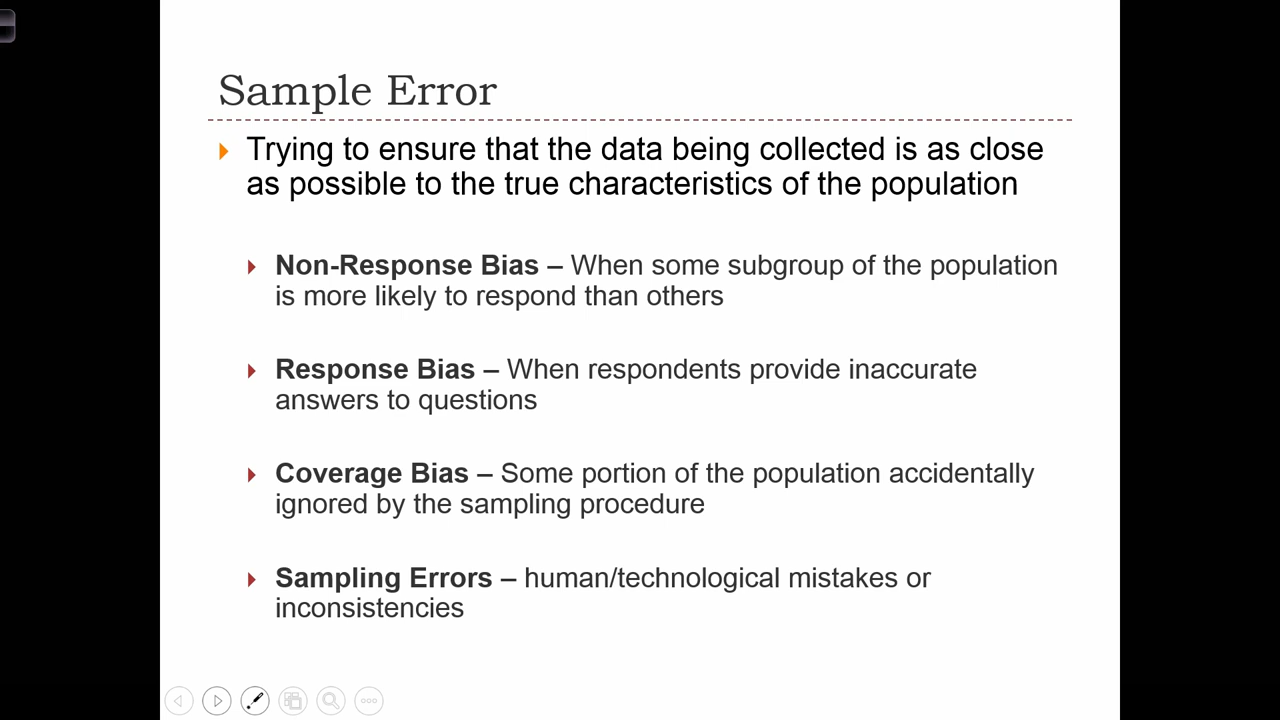 Sample Error
Trying to ensure that the data being collected is as close
as possible to the true characteristics of the population
Non-Response Bias – When some subgroup of the population
is more likely to respond than others
Response Bias – When respondents provide inaccurate
answers to questions
Coverage Bias – Some portion of the population accidentally
ignored by the sampling procedure
Sampling Errors – human/technological mistakes or
inconsistencies